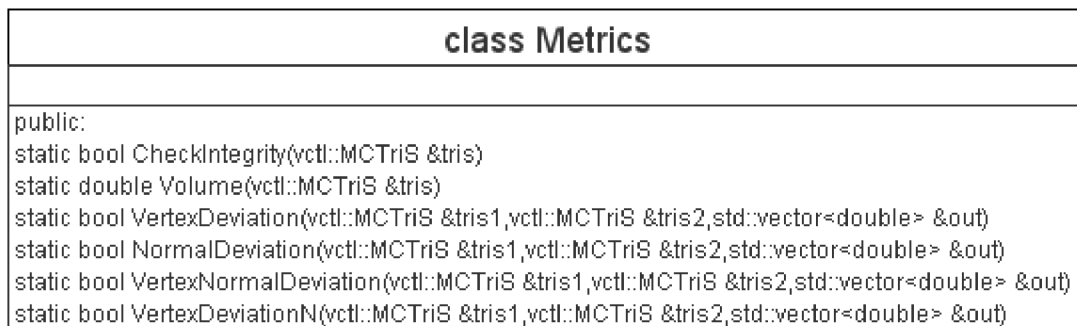 class Metrics
public:
static bool CheckIntegrity(vctl::MCTriS &tris)
static double Volume(vctl::MCTriS &tris)
static bool VertexDeviation(vctl::MCTriS &tris1,vctl::MCTriS &tris2,std::vector<double> &out)
static bool NormalDeviation(vctl::MCTriS &tris1,vctl::MCTriS &tris2,std::vector<double> &out)
static bool VertexNormalDeviation(vctl::MCTriS &tris1,vctl::MCTriS &tris2,std::vector<double> &out)
static bool VertexDeviationN(vctl::MCTriS &tris1,vctl::MCTriS &tris2,std::vector<double> &out)